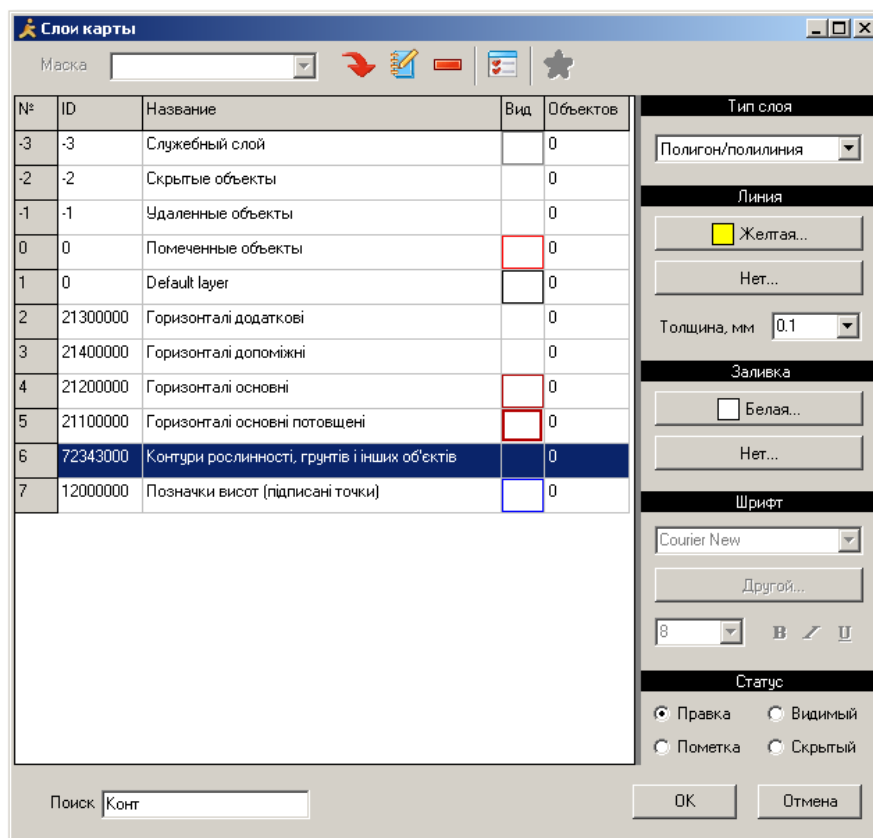 Слои карты
Маска
№ ID Название Вид Объектов
-3 -3 Служебный слой 0
-2 -2 Скрытые объекты 0
-1 -1 Удаленные объекты 0
0 0 Помеченные объекты 0
1 0 Default layer 0
2 21300000 Горизонталі додаткові 0
3 21400000 Горизонталі допоміжні 0
4 21200000 Горизонталі основні 0
5 21100000 Горизонталі основні потовщені 0
6 72343000 Контури рослинності, грунтів і інших об'єктів 0
7 12000000 Позначки висот (підписані точки) 0
Тип слоя
Полигон/полилиния
Линия
Желтая...
Нет...
Толщина, мм 0.1
Заливка
Белая...
Нет...
Шрифт
Courier New
Другой...
8 B I U
Статус
Правка Видимый
Пометка Скрытый
Поиск Конт
OK Отмена